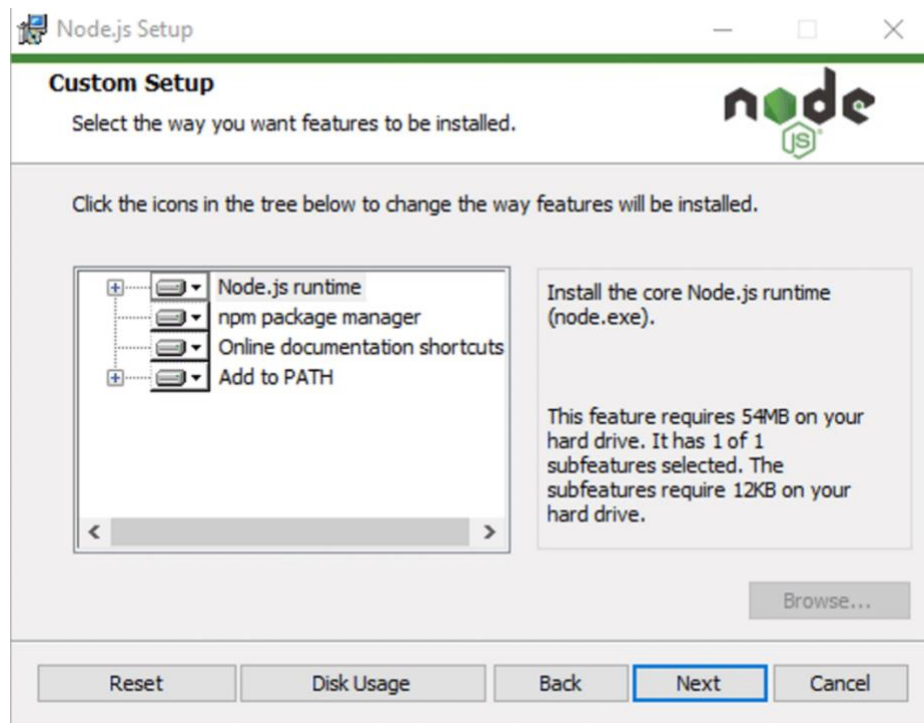 Node.js Setup
Custom Setup
Select the way you want features to be installed.
node
JS
Click the icons in the tree below to change the way features will be installed.
Node.js runtime
npm package manager
Online documentation shortcuts
Add to PATH
Install the core Node.js runtime
(node.exe).
This feature requires 54MB on your
hard drive. It has 1 of 1
subfeatures selected. The
subfeatures require 12KB on your
hard drive.
Browse...
Reset
Disk Usage
Back
Next
Cancel